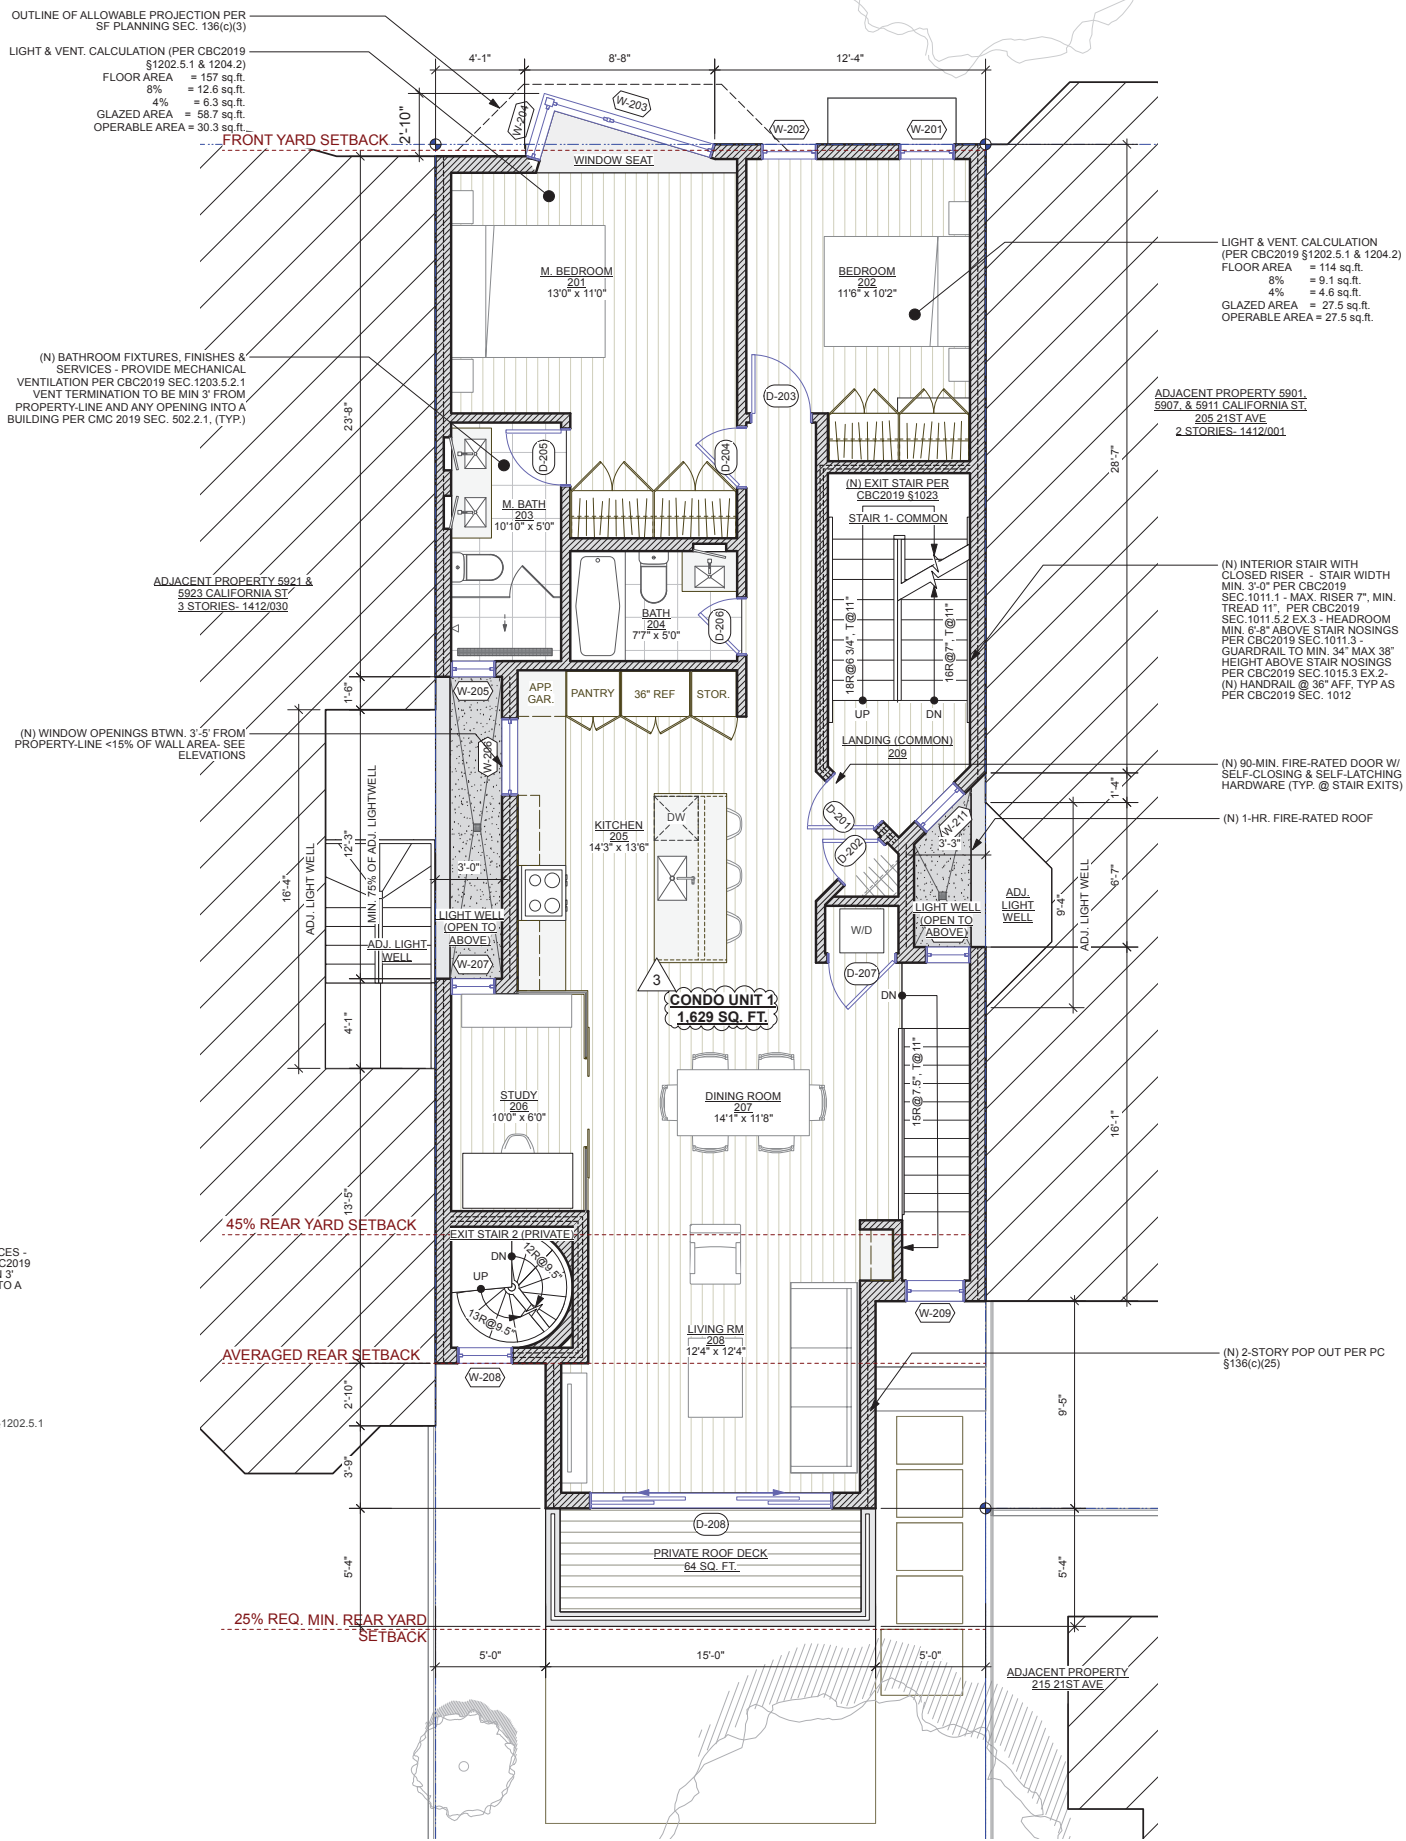 OUTLINE OF ALLOWABLE PROJECTION PER
SF PLANNING SEC. 136(c)(3)
LIGHT & VENT. CALCULATION (PER CBC2019
§1202.5.1 & 1204.2)
FLOOR AREA = 157 sq.ft.
8% = 12.6 sq.ft.
4% = 6.3 sq.ft.
GLAZED AREA = 58.7 sq.ft.
OPERABLE AREA = 30.3 sq.ft.
FRONT YARD SETBACK
4'-1"
8'-8"
12'-4"
2'-10"
W-204
W-203
W-202
W-201
WINDOW SEAT
M. BEDROOM
201
13'0" x 11'0"
BEDROOM
202
11'6" x 10'2"
LIGHT & VENT. CALCULATION
(PER CBC2019 §1202.5.1 & 1204.2)
FLOOR AREA = 114 sq.ft.
8% = 9.1 sq.ft.
4% = 4.6 sq.ft.
GLAZED AREA = 27.5 sq.ft.
OPERABLE AREA = 27.5 sq.ft.
(N) BATHROOM FIXTURES, FINISHES &
SERVICES - PROVIDE MECHANICAL
VENTILATION PER CBC2019 SEC.1203.5.2.1
VENT TERMINATION TO BE MIN 3' FROM
PROPERTY-LINE AND ANY OPENING INTO A
BUILDING PER CMC 2019 SEC. 502.2.1, (TYP.)
23'-8"
D-203
D-205
D-204
ADJACENT PROPERTY 5901,
5907, & 5911 CALIFORNIA ST,
205 21ST AVE
2 STORIES- 1412/001
28'-7"
M. BATH
203
10'10" x 5'0"
(N) EXIT STAIR PER
CBC2019 §1023
STAIR 1- COMMON
ADJACENT PROPERTY 5921 &
5923 CALIFORNIA ST
3 STORIES- 1412/030
BATH
204
7'7" x 5'0"
D-206
18R@6 3/4", T@11"
16R@7", T@11"
UP
DN
(N) INTERIOR STAIR WITH
CLOSED RISER - STAIR WIDTH
MIN. 3'-0" PER CBC2019
SEC.1011.1 - MAX. RISER 7", MIN.
TREAD 11", PER CBC2019
SEC.1011.5.2 EX.3 - HEADROOM
MIN. 6'-8" ABOVE STAIR NOSINGS
PER CBC2019 SEC.1011.3 -
GUARDRAIL TO MIN. 34" MAX 38"
HEIGHT ABOVE STAIR NOSINGS
PER CBC2019 SEC.1015.3 EX.2-
(N) HANDRAIL @ 36" AFF, TYP AS
PER CBC2019 SEC. 1012
1'-6"
W-205
APP.
GAR.
PANTRY
36" REF
STOR.
(N) WINDOW OPENINGS BTWN. 3'-5' FROM
PROPERTY-LINE <15% OF WALL AREA- SEE
ELEVATIONS
W-206
LANDING (COMMON)
209
(N) 90-MIN. FIRE-RATED DOOR W/
SELF-CLOSING & SELF-LATCHING
HARDWARE (TYP. @ STAIR EXITS)
1'-4"
(N) 1-HR. FIRE-RATED ROOF
16'-4"
ADJ. LIGHT WELL
12'-3"
MIN. 75% OF ADJ. LIGHTWELL
3'-0"
KITCHEN
205
14'3" x 13'6"
DW
D-201
D-202
W-211
3'-3"
6'-7"
9'-4"
ADJ. LIGHT WELL
ADJ.
LIGHT
WELL
LIGHT WELL
(OPEN TO
ABOVE)
ADJ. LIGHT
WELL
W-207
LIGHT WELL
(OPEN TO
ABOVE)
W/D
D-207
3
CONDO UNIT 1
1,629 SQ. FT.
DN
4'-1"
15R@7.5", T@11"
STUDY
206
10'0" x 6'0"
DINING ROOM
207
14'1" x 11'8"
16'-1"
13'-5"
45% REAR YARD SETBACK
EXIT STAIR 2 (PRIVATE)
DN
UP
12R@9.5"
13R@9.5"
CES -
C2019
TO A
W-209
LIVING RM
208
12'4" x 12'4"
AVERAGED REAR SETBACK
W-208
(N) 2-STORY POP OUT PER PC
§136(c)(25)
2'-10"
9'-5"
1202.5.1
3'-9"
D-208
PRIVATE ROOF DECK
64 SQ. FT.
5'-4"
5'-4"
25% REQ. MIN. REAR YARD
SETBACK
5'-0"
15'-0"
5'-0"
ADJACENT PROPERTY
215 21ST AVE